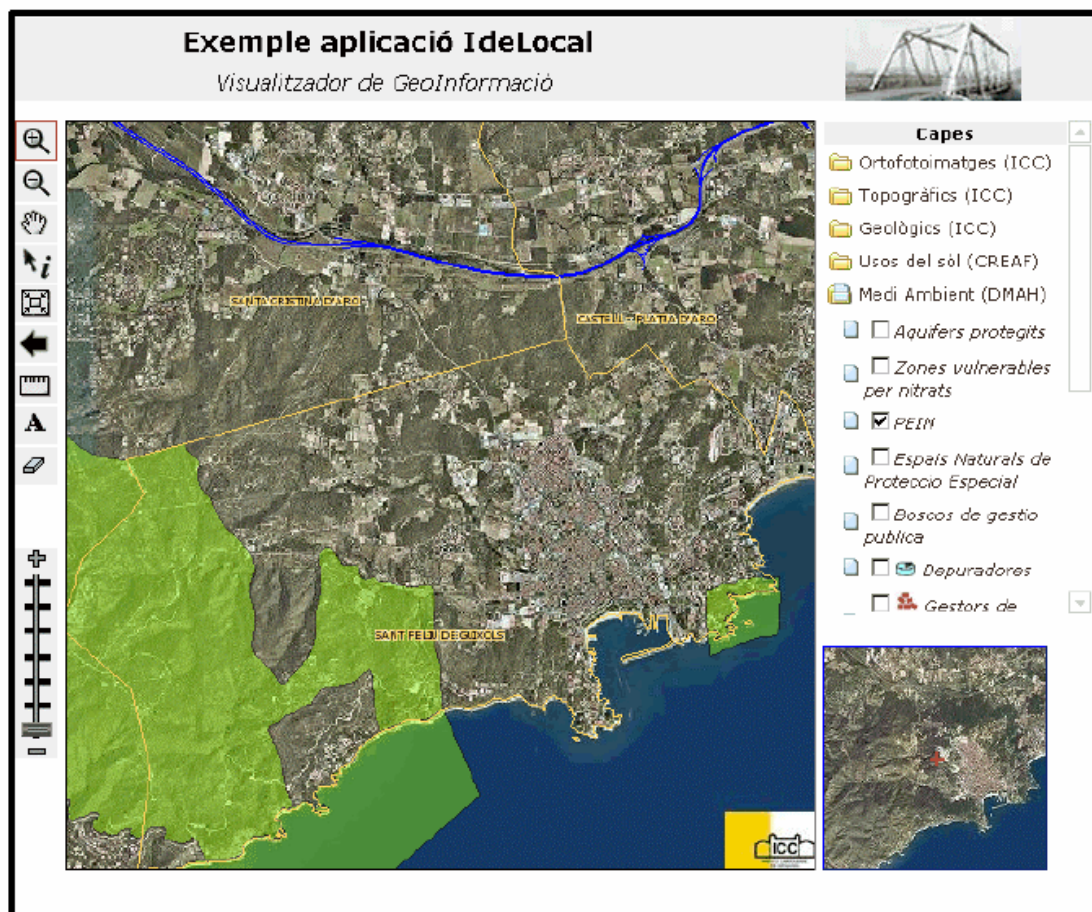 Exemple aplicació IdeLocal
Visualitzador de GeoInformació
Capes
Ortofotoimatges (ICC)
Topogràfics (ICC)
Geològics (ICC)
Usos del sòl (CREAF)
Medi Ambient (DMAH)
Aquifers protegits
Zones vulnerables
per nitrats
PEIN
Espais Naturals de
Proteccio Especial
Boscos de gestio
publica
Depuradores
Gestors de
i
A
SANTA CRISTINA D'ARO
CASTELL - PLATJA D'ARO
SANT FELIU DE GUIXOLS
icc